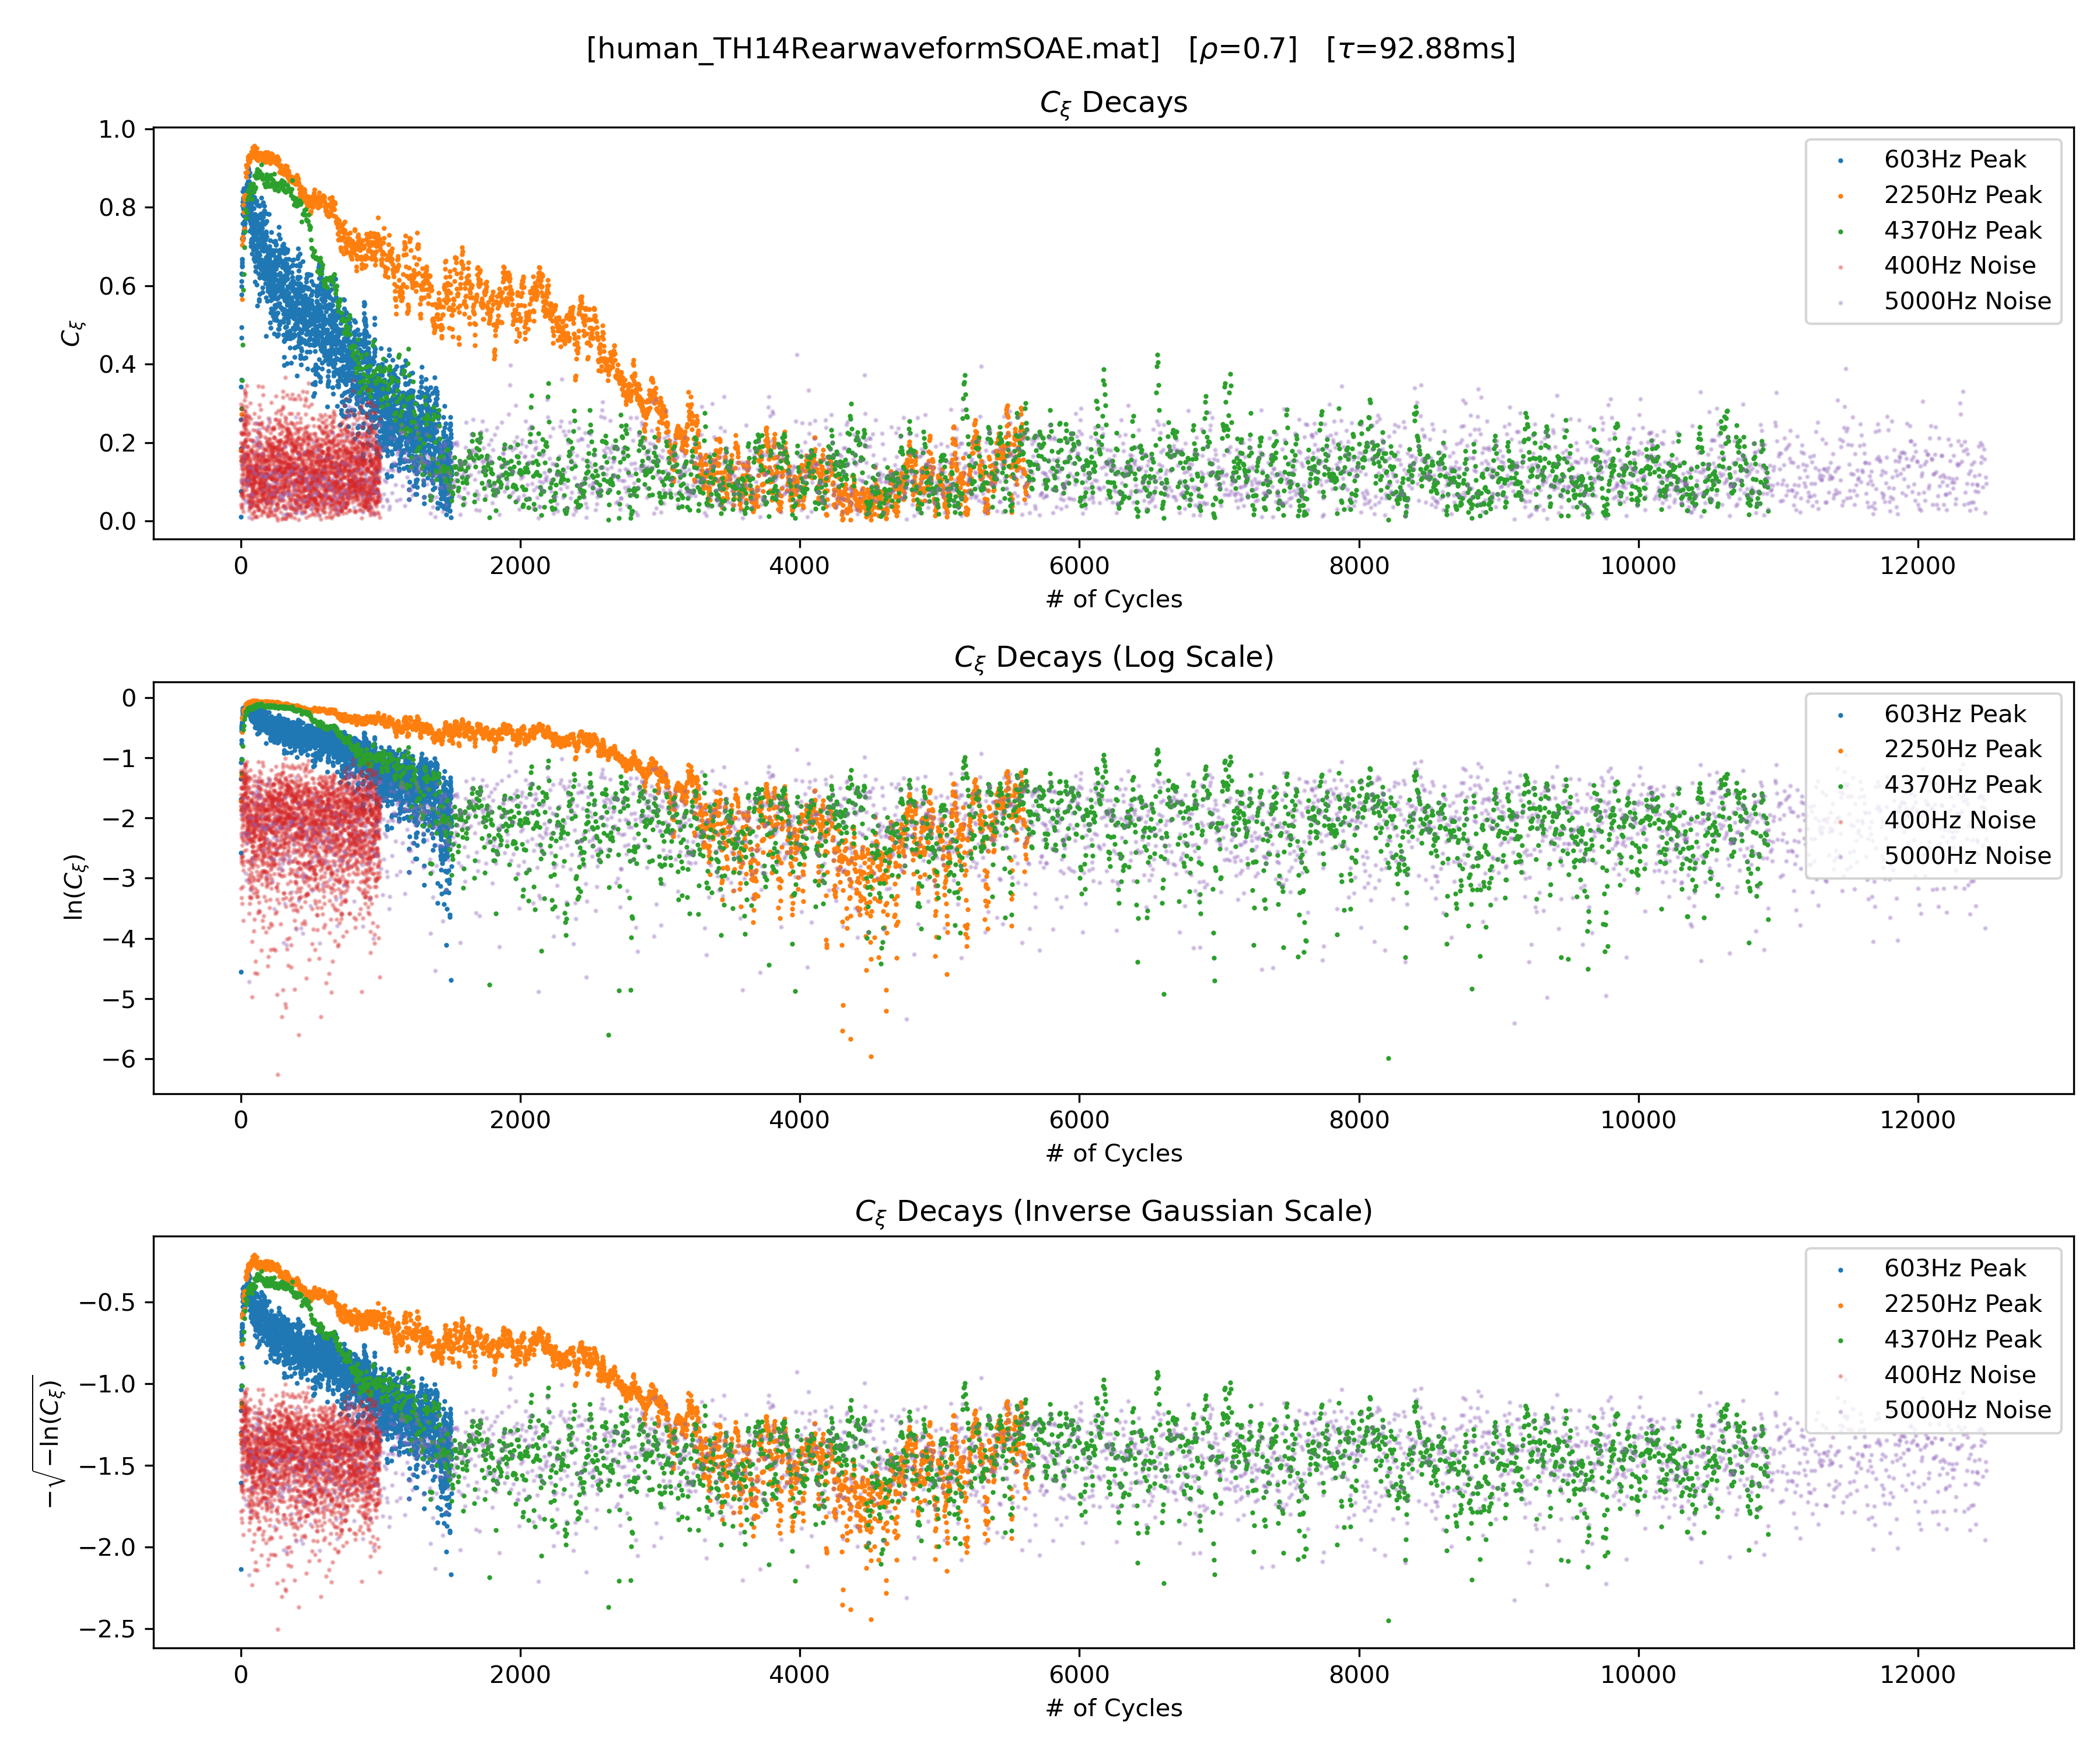 [human_TH14RearwaveformSOAE.mat] [ρ=0.7] [τ=92.88ms]
C_ξ Decays
1.0
0.8
0.6
0.4
0.2
0.0
C_ξ
603Hz Peak
2250Hz Peak
4370Hz Peak
400Hz Noise
5000Hz Noise
0 2000 4000 6000 8000 10000 12000
# of Cycles
C_ξ Decays (Log Scale)
0
−1
−2
−3
−4
−5
−6
ln(C_ξ)
603Hz Peak
2250Hz Peak
4370Hz Peak
400Hz Noise
5000Hz Noise
0 2000 4000 6000 8000 10000 12000
# of Cycles
C_ξ Decays (Inverse Gaussian Scale)
−0.5
−1.0
−1.5
−2.0
−2.5
−√−ln(C_ξ)
603Hz Peak
2250Hz Peak
4370Hz Peak
400Hz Noise
5000Hz Noise
0 2000 4000 6000 8000 10000 12000
# of Cycles